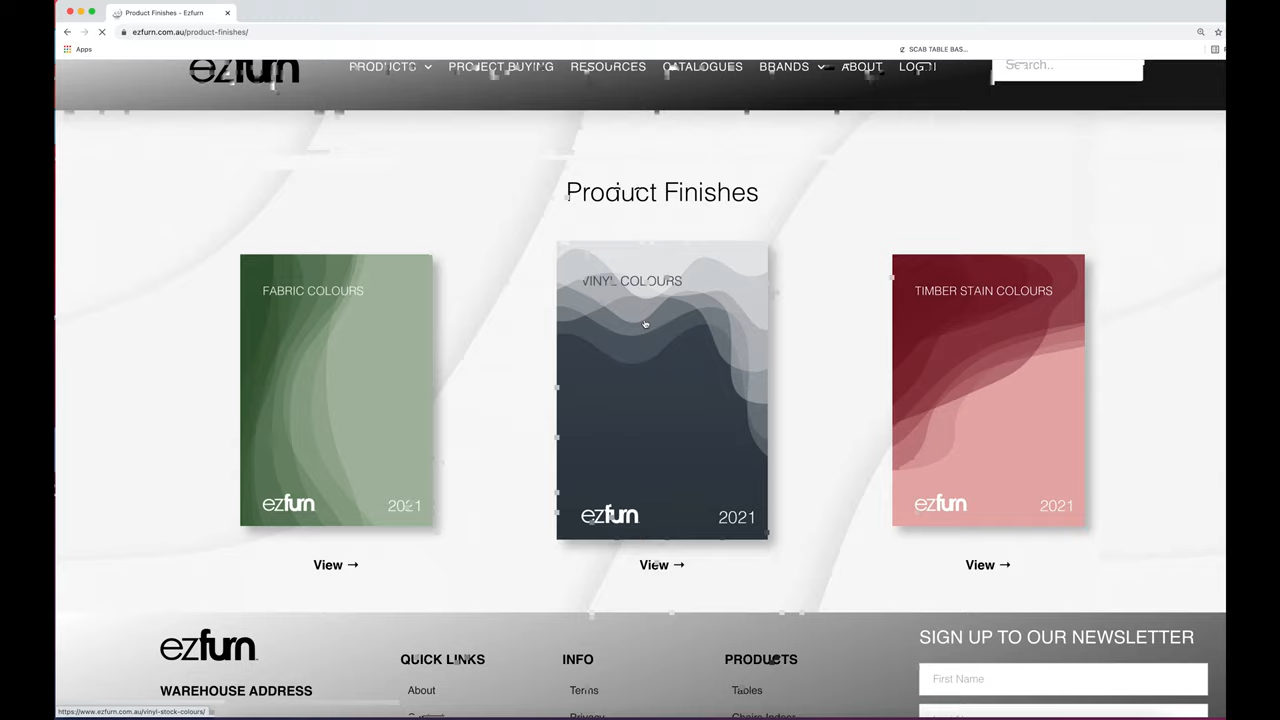 Product Finishes - Ezfurn
ezfurn.com.au/product-finishes/
Apps
SCAB TABLE BAS...
ezfurn
PRODUCTS
PROJECT BUYING
RESOURCES
CATALOGUES
BRANDS
ABOUT
Search..
Product Finishes
FABRIC COLOURS
ezfurn
2021
View →
VINYL COLOURS
ezfurn
2021
View →
TIMBER STAIN COLOURS
ezfurn
2021
View →
ezfurn
WAREHOUSE ADDRESS
QUICK LINKS
About
INFO
Terms
Privacy
PRODUCTS
Tables
SIGN UP TO OUR NEWSLETTER
First Name
https://www.ezfurn.com.au/vinyl-stock-colours/